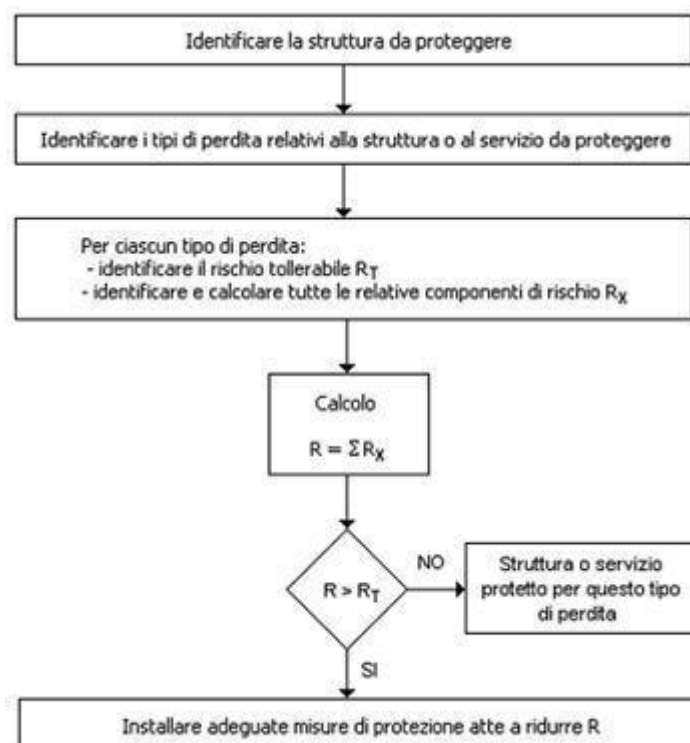 Identificare la struttura da proteggere
Identificare i tipi di perdita relativi alla struttura o al servizio da proteggere
Per ciascun tipo di perdita:
- identificare il rischio tollerabile RT
- identificare e calcolare tutte le relative componenti di rischio RX
Calcolo
R = ΣRX
R > RT
NO
Struttura o servizio
protetto per questo tipo
di perdita
SI
Installare adeguate misure di protezione atte a ridurre R